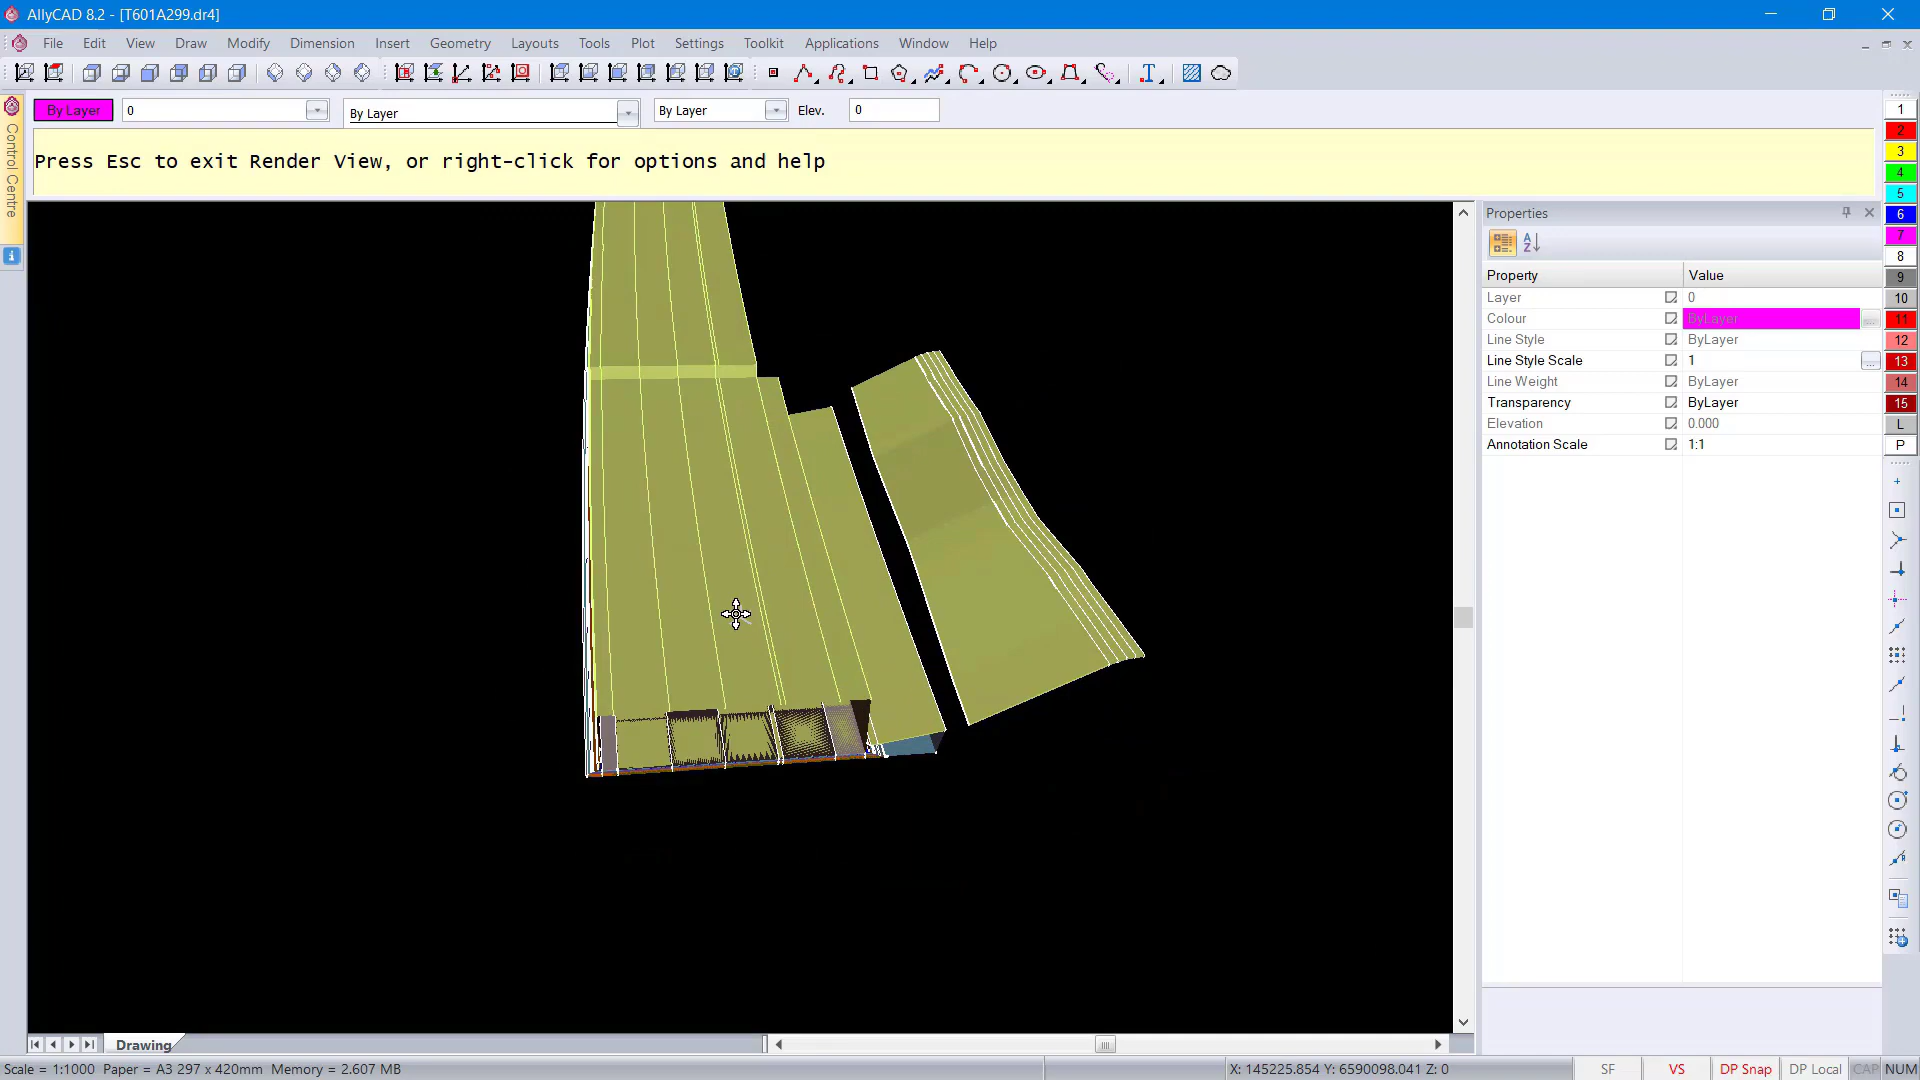 AllyCAD 8.2 - [T601A299.dr4]
File Edit View Draw Modify Dimension Insert Geometry Layouts Tools Plot Settings Toolkit Applications Window Help
By Layer 0 By Layer By Layer Elev. 0
Press Esc to exit Render View, or right-click for options and help
Control Centre
Properties
Property Value
Layer 0
Colour ByLayer
Line Style ByLayer
Line Style Scale 1
Line Weight ByLayer
Transparency ByLayer
Elevation 0.000
Annotation Scale 1:1
1
2
3
4
5
6
7
8
9
10
11
12
13
14
15
L
P
Drawing
Scale = 1:1000 Paper = A3 297 x 420mm Memory = 2.607 MB X: 145225.854 Y: 6590098.041 Z: 0 SF VS DP Snap DP Local CAP NUM